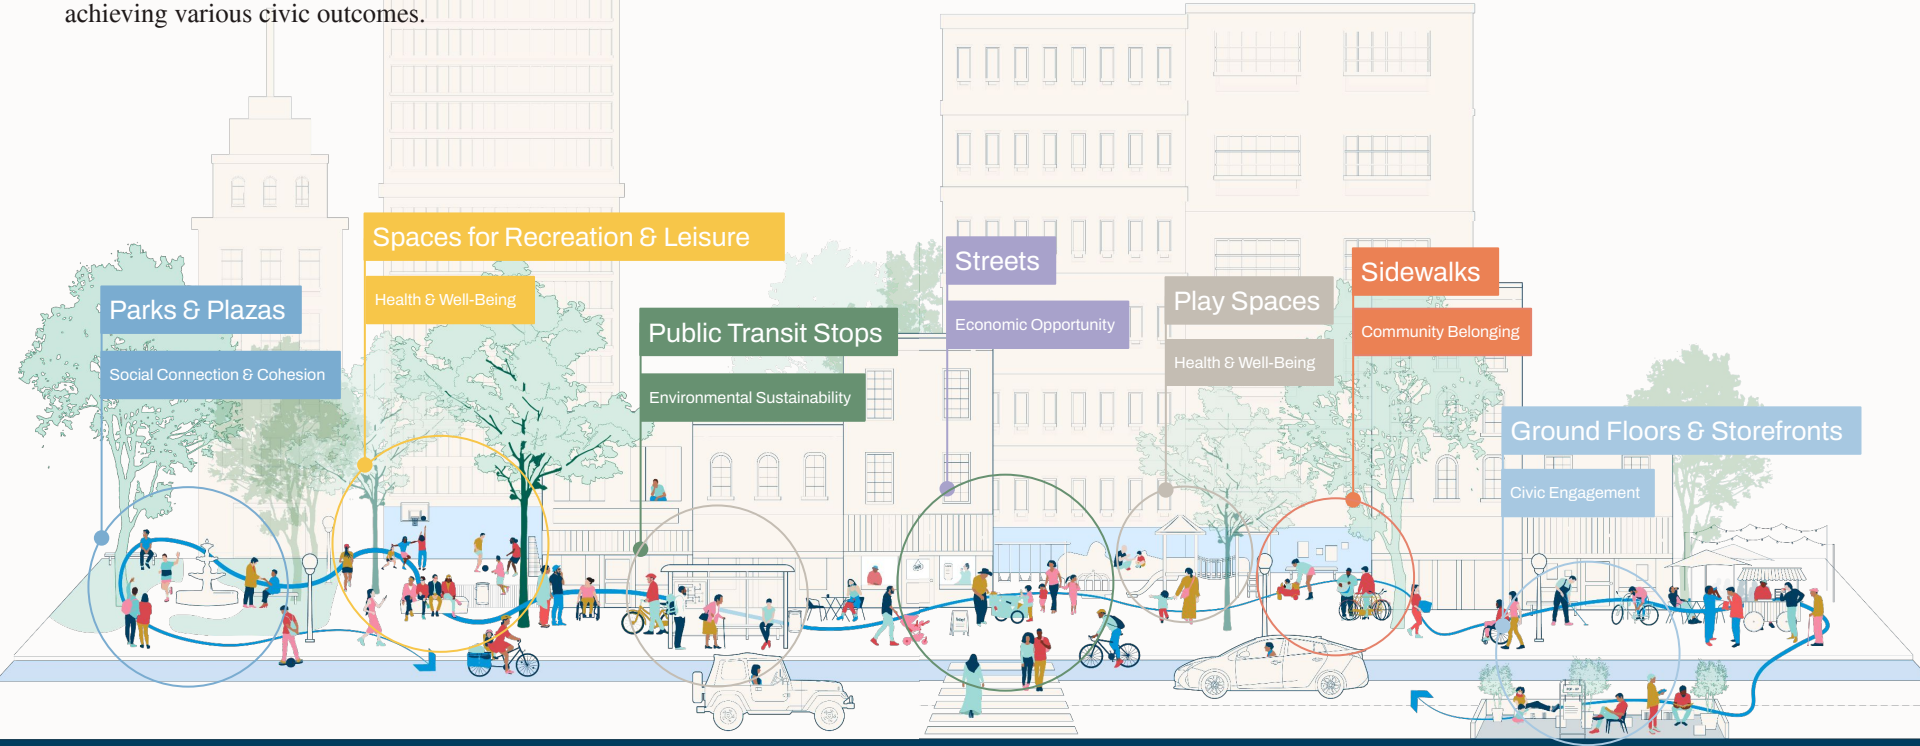 achieving various civic outcomes.
Spaces for Recreation & Leisure
Health & Well-Being
Parks & Plazas
Social Connection & Cohesion
Public Transit Stops
Environmental Sustainability
Streets
Economic Opportunity
Play Spaces
Health & Well-Being
Sidewalks
Community Belonging
Ground Floors & Storefronts
Civic Engagement